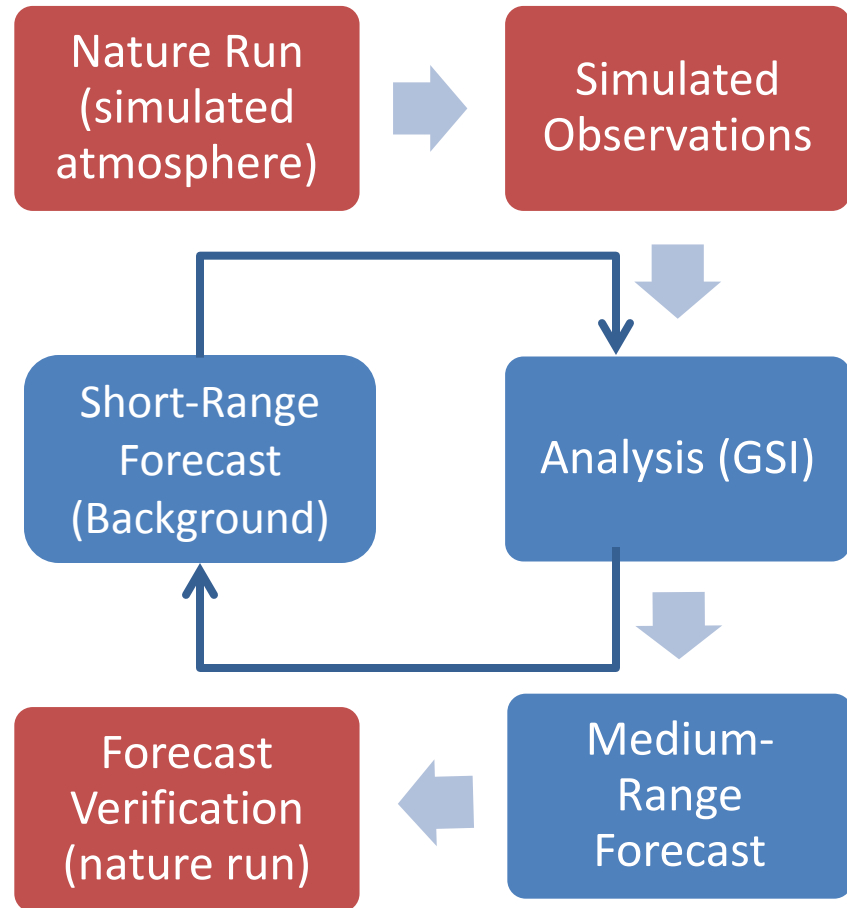 Nature Run
(simulated
atmosphere)
Simulated
Observations
Short-Range
Forecast
(Background)
Analysis (GSI)
Forecast
Verification
(nature run)
Medium-
Range
Forecast